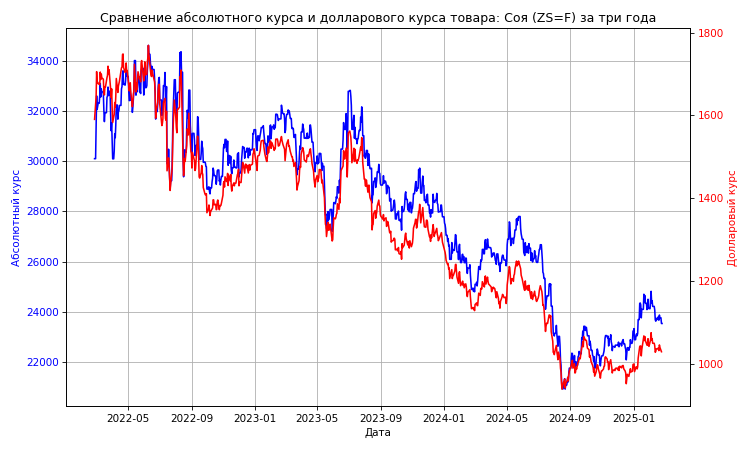 Сравнение абсолютного курса и долларового курса товара: Соя (ZS=F) за три года
34000
32000
30000
28000
26000
24000
22000
Абсолютный курс
1800
1600
1400
1200
1000
Долларовый курс
2022-05 2022-09 2023-01 2023-05 2023-09 2024-01 2024-05 2024-09 2025-01
Дата